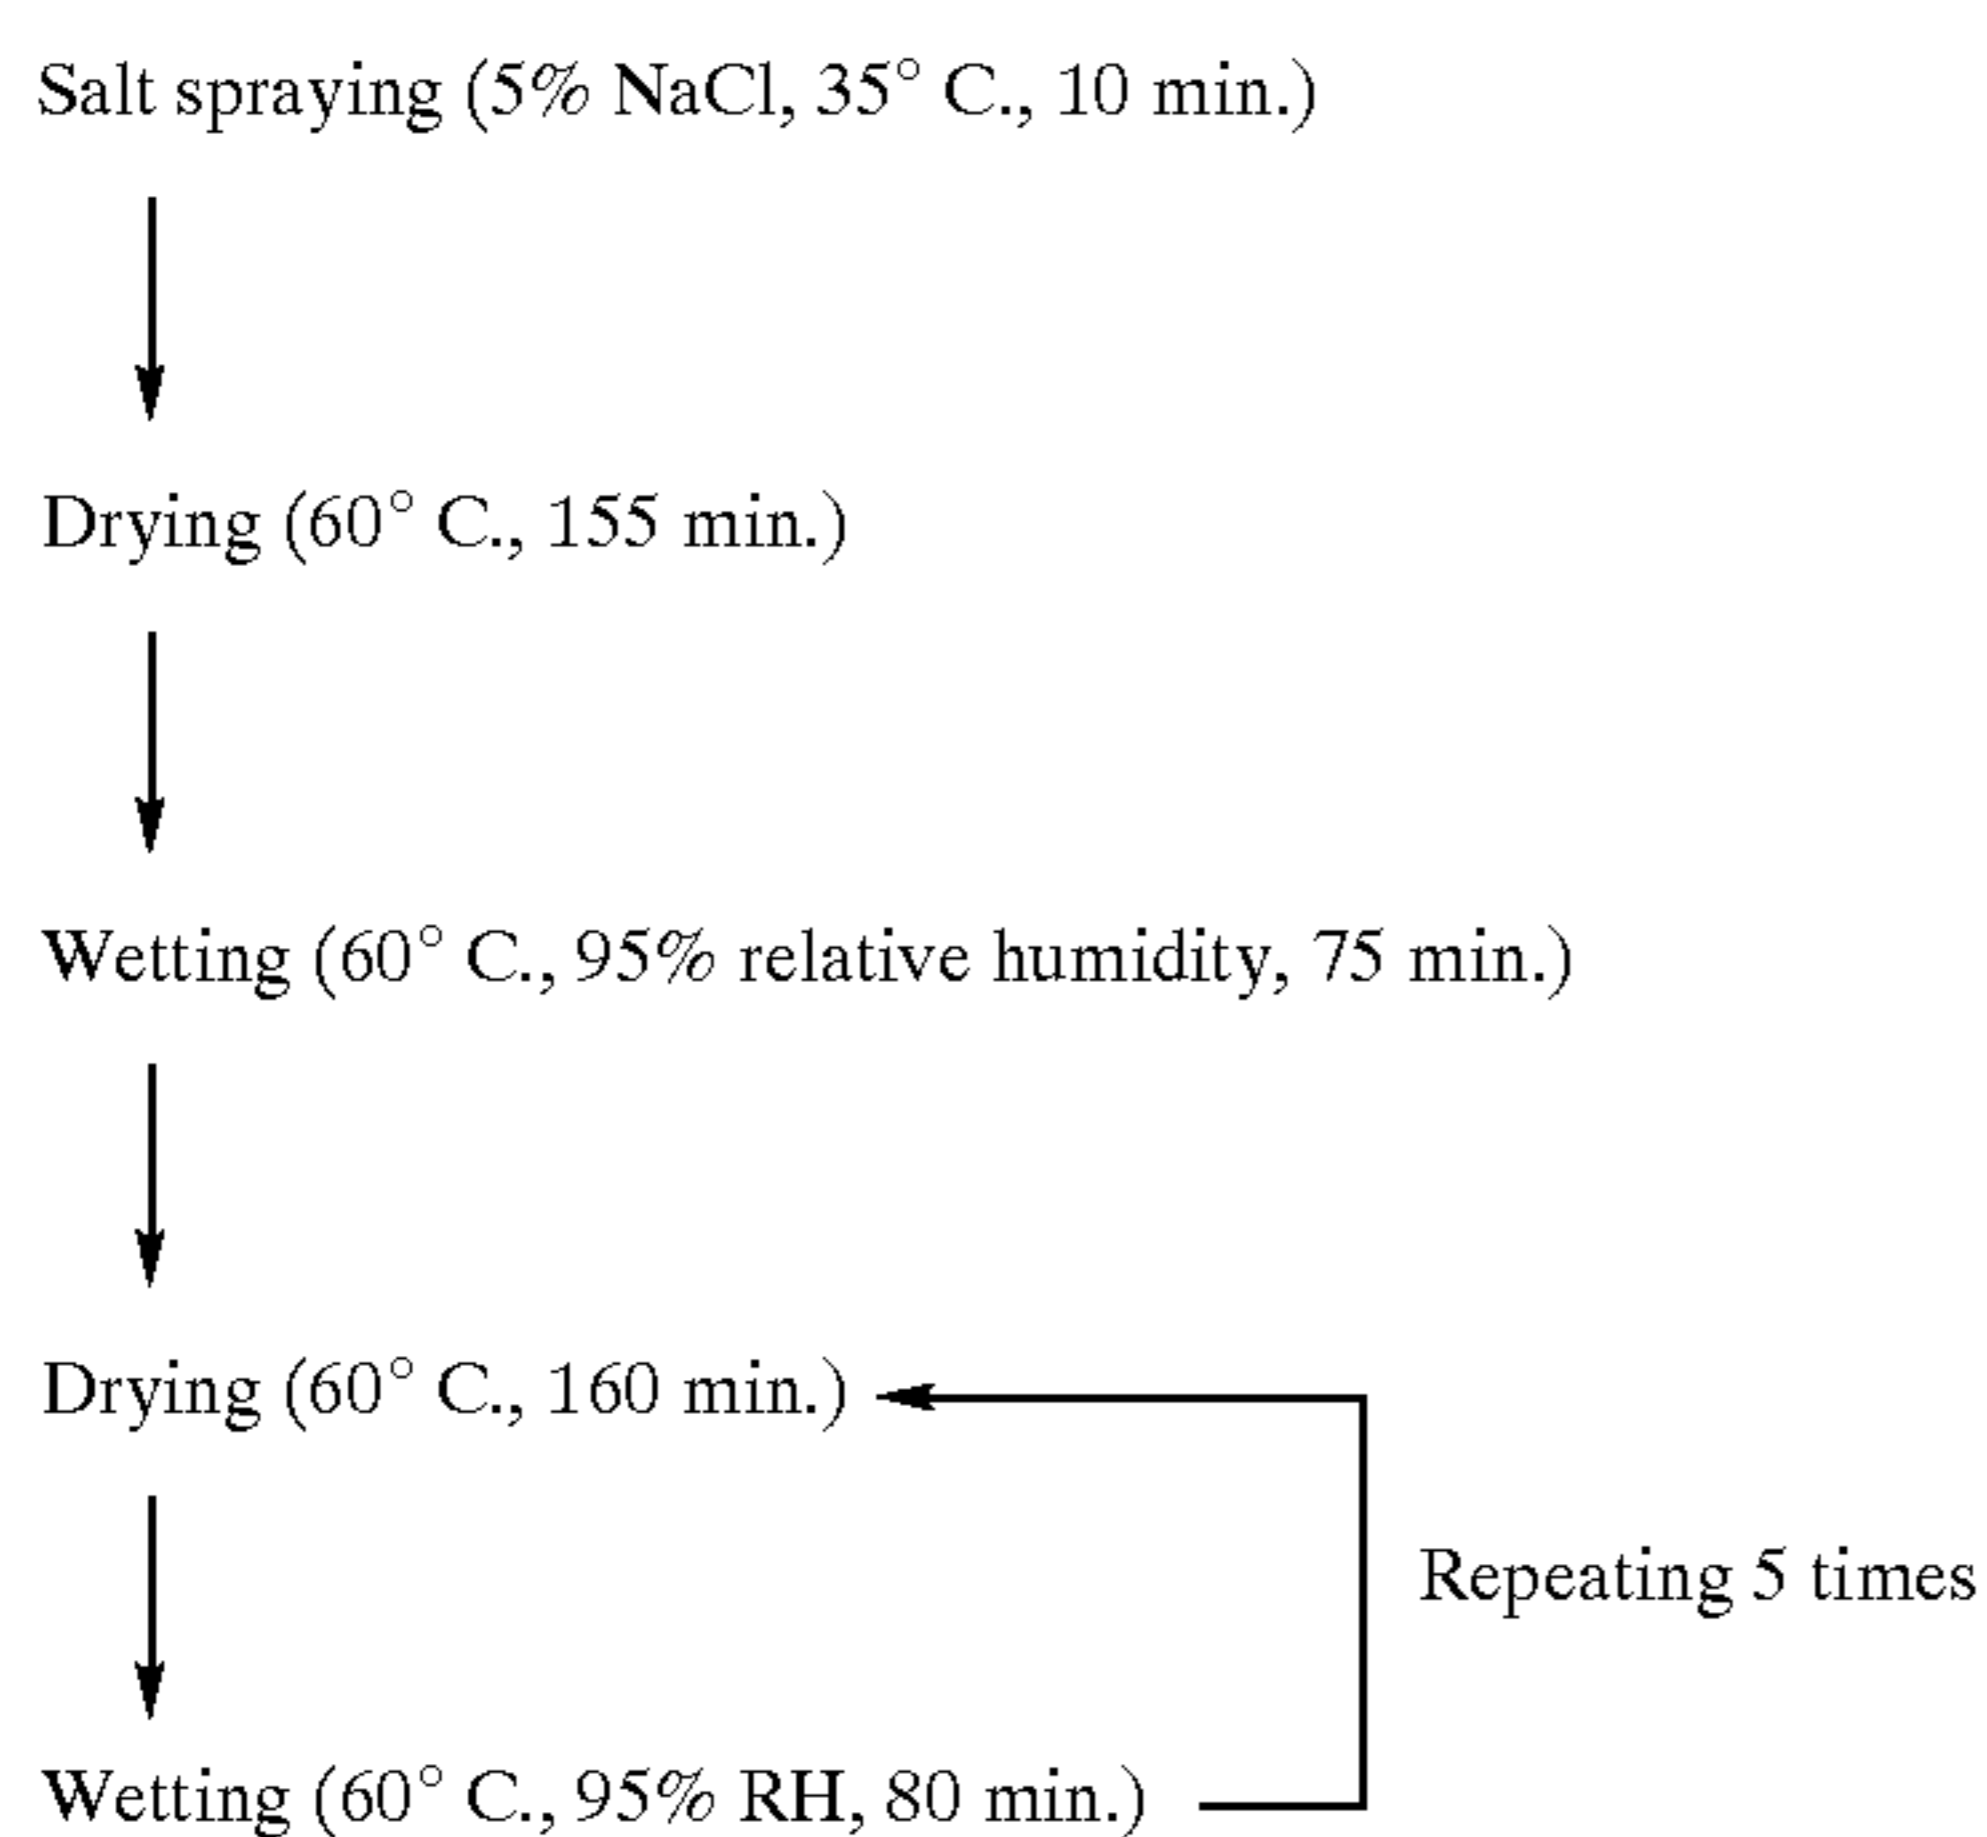 Salt spraying (5% NaCl, 35° C., 10 min.)
Drying (60° C., 155 min.)
Wetting (60° C., 95% relative humidity, 75 min.)
Drying (60° C., 160 min.)
Repeating 5 times
Wetting (60° C., 95% RH, 80 min.)